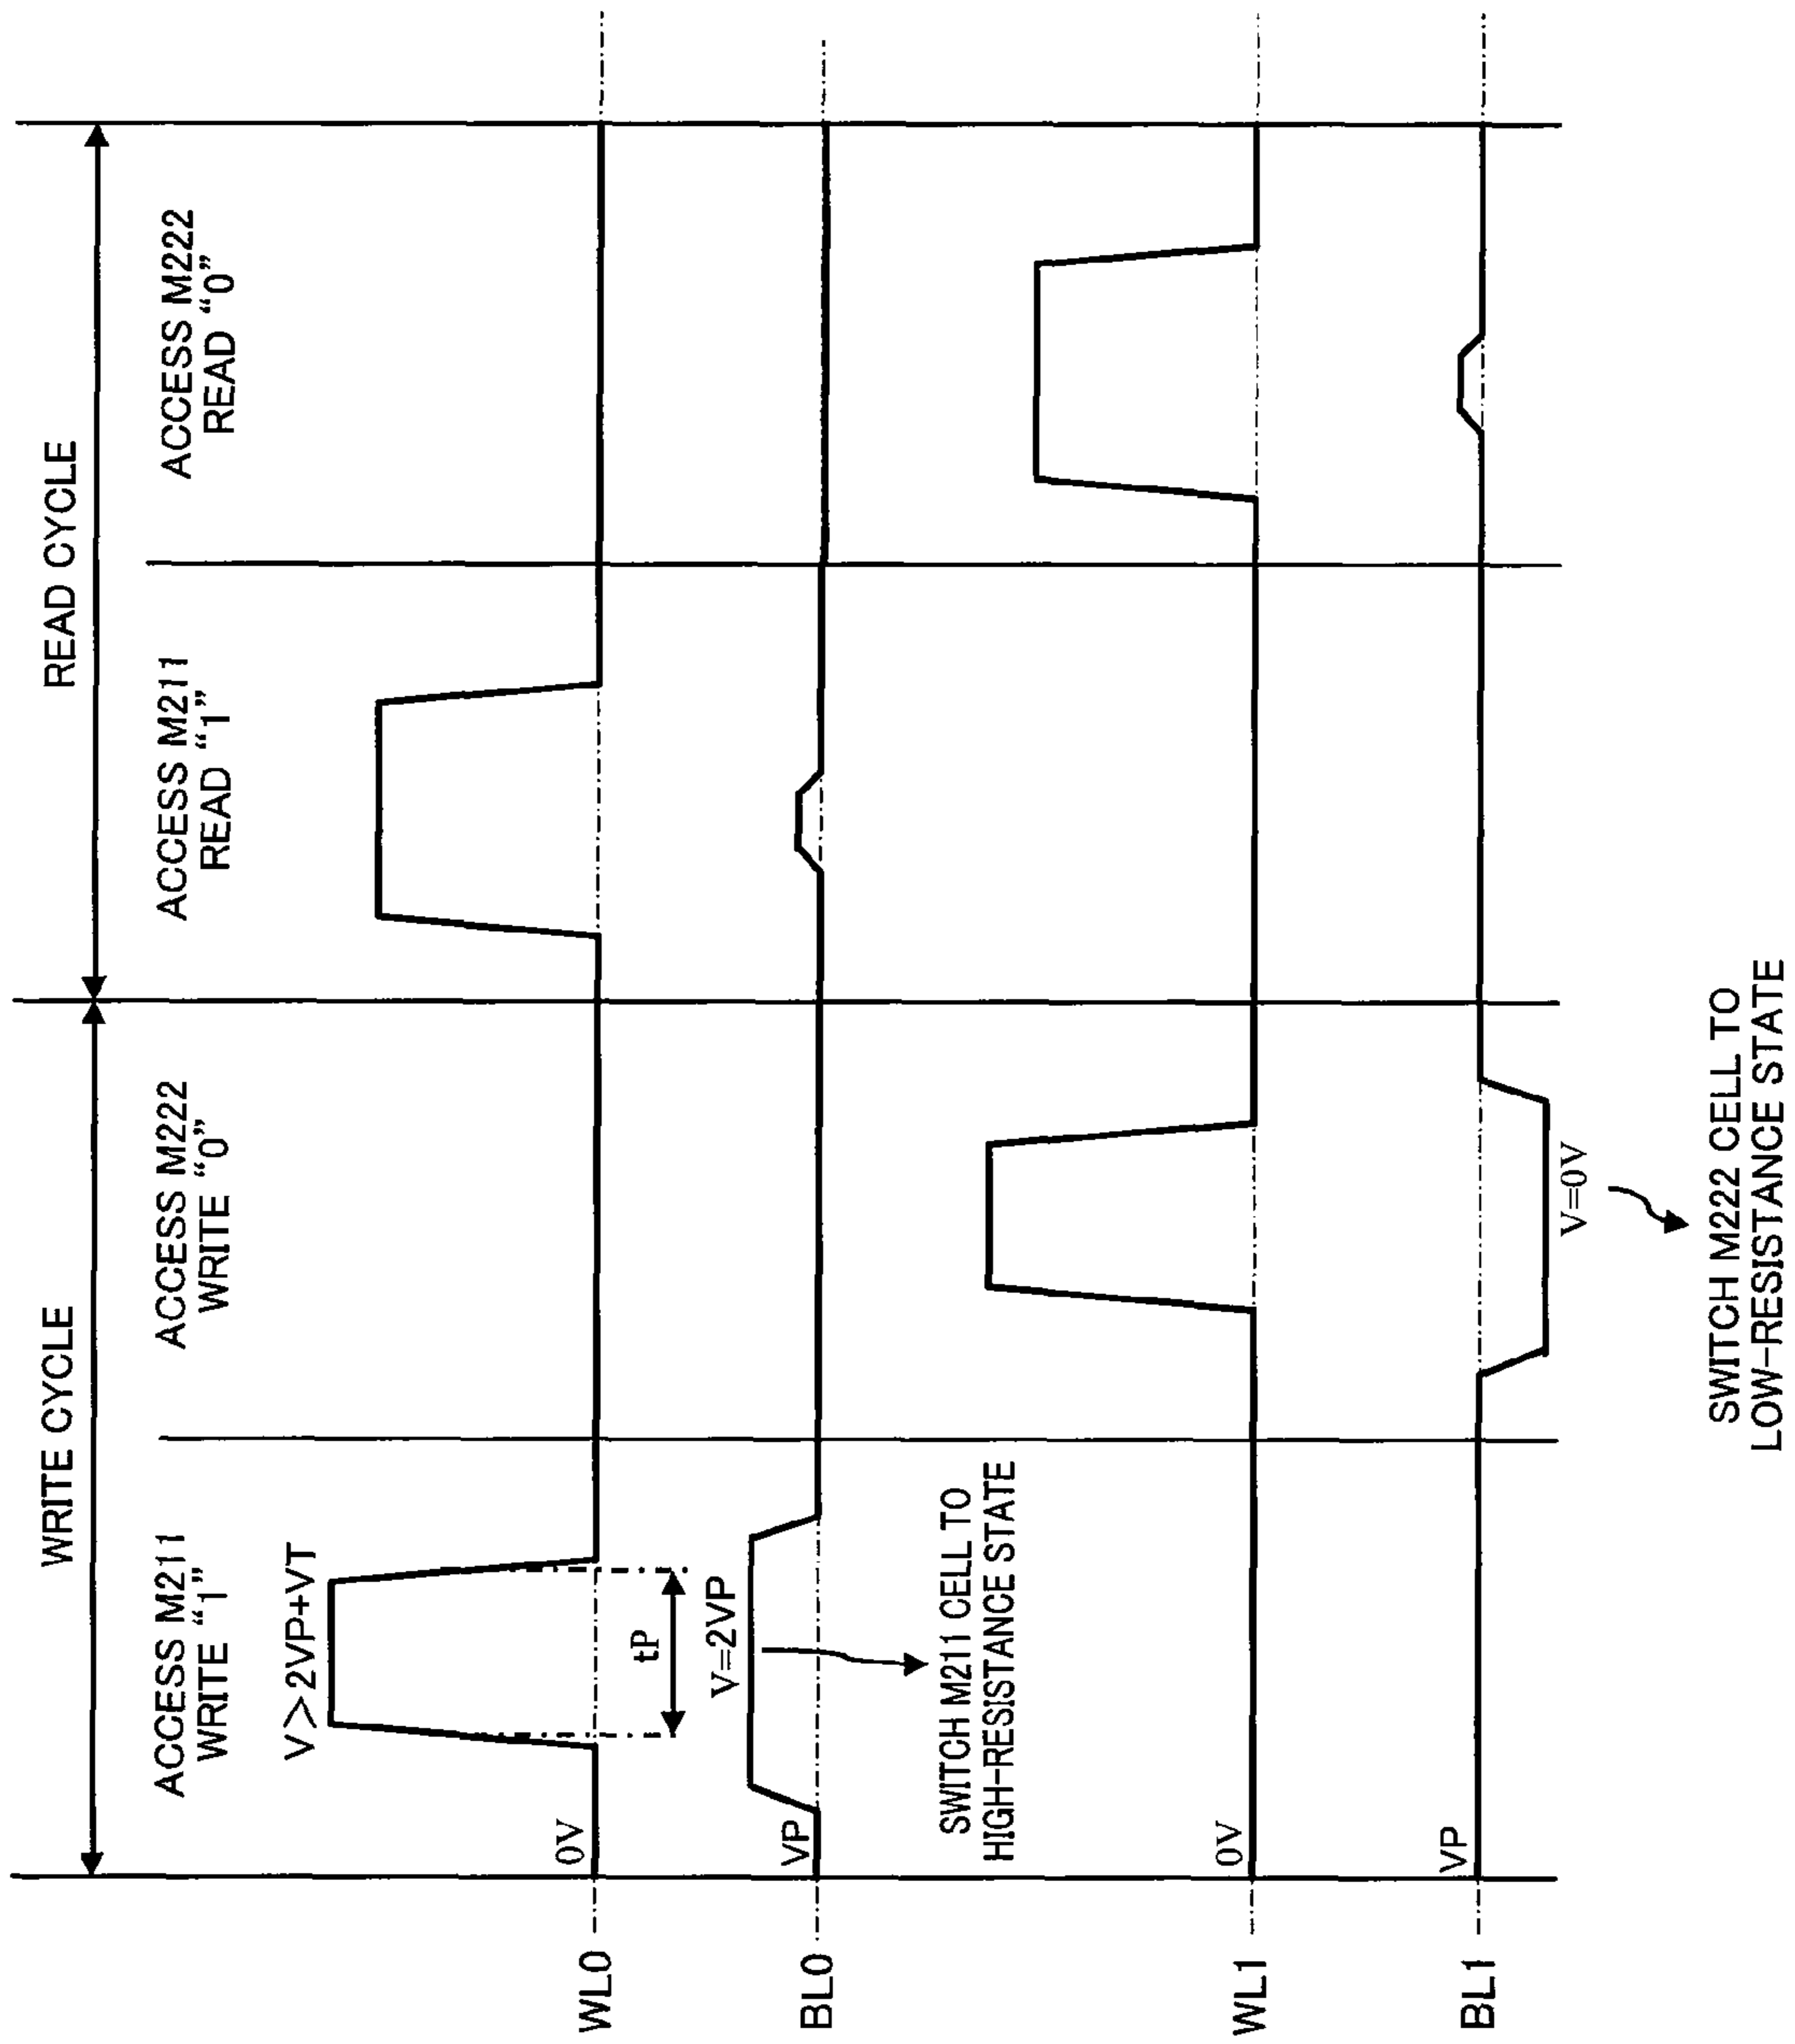 WRITE CYCLE
READ CYCLE
ACCESS M211
WRITE “1”
ACCESS M222
WRITE “0”
ACCESS M211
READ “1”
ACCESS M222
READ “0”
V>2VP+VT
WL0
0V
tP
V=2VP
BL0
VP
SWITCH M211 CELL TO
HIGH-RESISTANCE STATE
WL1
0V
BL1
VP
V=0V
SWITCH M222 CELL TO
LOW-RESISTANCE STATE